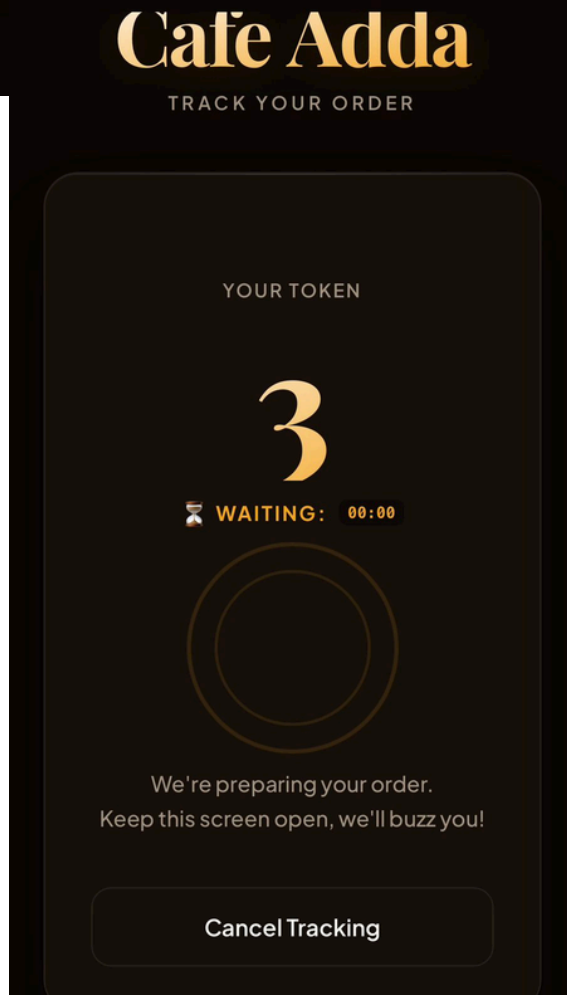 Cafe Adda
TRACK YOUR ORDER
YOUR TOKEN
3
⏳ WAITING: 00:00
We're preparing your order.
Keep this screen open, we'll buzz you!
Cancel Tracking